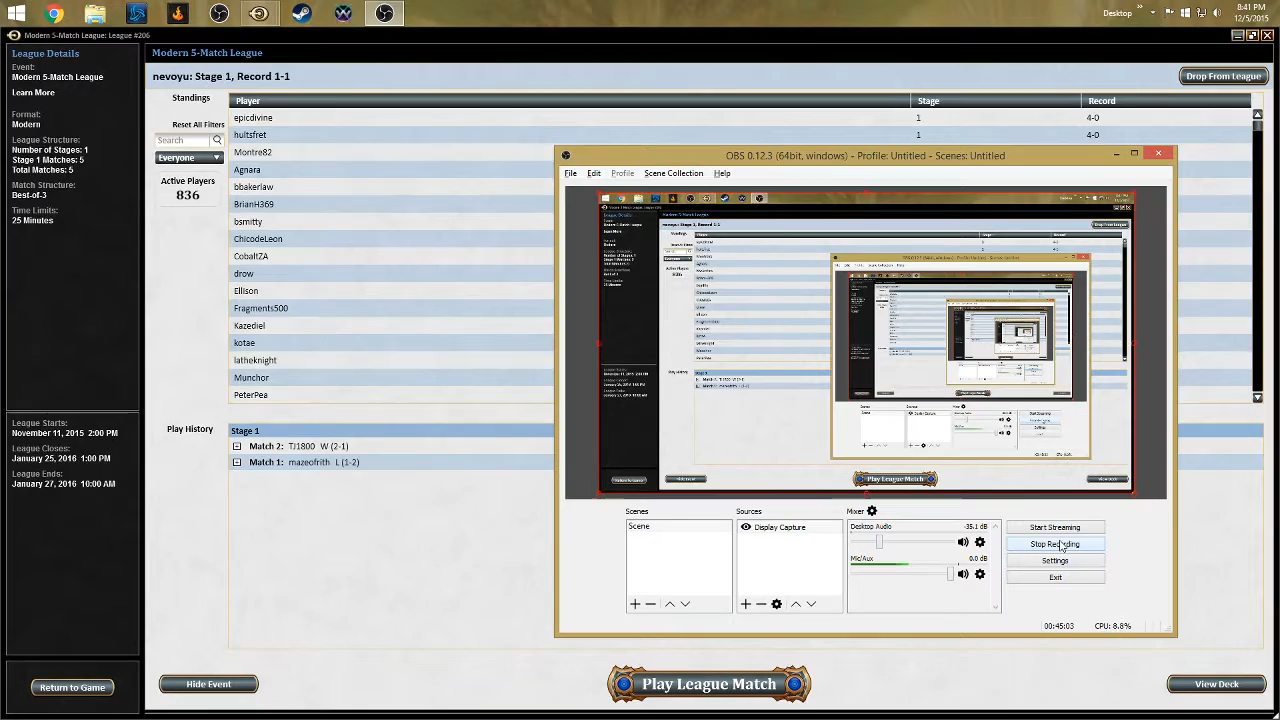 Desktop
8:41 PM
12/5/2015
Modern 5-Match League: League #206
League Details
Event:
Modern 5-Match League
Learn More
Format:
Modern
League Structure:
Number of Stages: 1
Stage 1 Matches: 5
Total Matches: 5
Match Structure:
Best-of-3
Time Limits:
25 Minutes
League Starts:
November 11, 2015 2:00 PM
League Closes:
January 25, 2016 1:00 PM
League Ends:
January 27, 2016 10:00 AM
Return to Game
Modern 5-Match League
nevoyu: Stage 1, Record 1-1
Drop From League
Standings
Reset All Filters
Search
Everyone
Active Players
836
Player Stage Record
epicdivine 1 4-0
hultsfret 1 4-0
Montre82
Agnara
bbakerlaw
BrianH369
bsmitty
ChicodeLeon
CobaltZA
drow
Ellison
Fragment500
Kazediel
kotae
latheknight
Munchor
PeterPea
Play History
Stage 1
Match 2: TJ1800 W (2-1)
Match 1: mazeofrith L (1-2)
Hide Event
Play League Match
View Deck
OBS 0.12.3 (64bit, windows) - Profile: Untitled - Scenes: Untitled
File Edit Profile Scene Collection Help
Scenes
Scene
Sources
Display Capture
Mixer
Desktop Audio -35.1 dB
Mic/Aux 0.0 dB
Start Streaming
Stop Recording
Settings
Exit
00:45:03 CPU: 8.8%